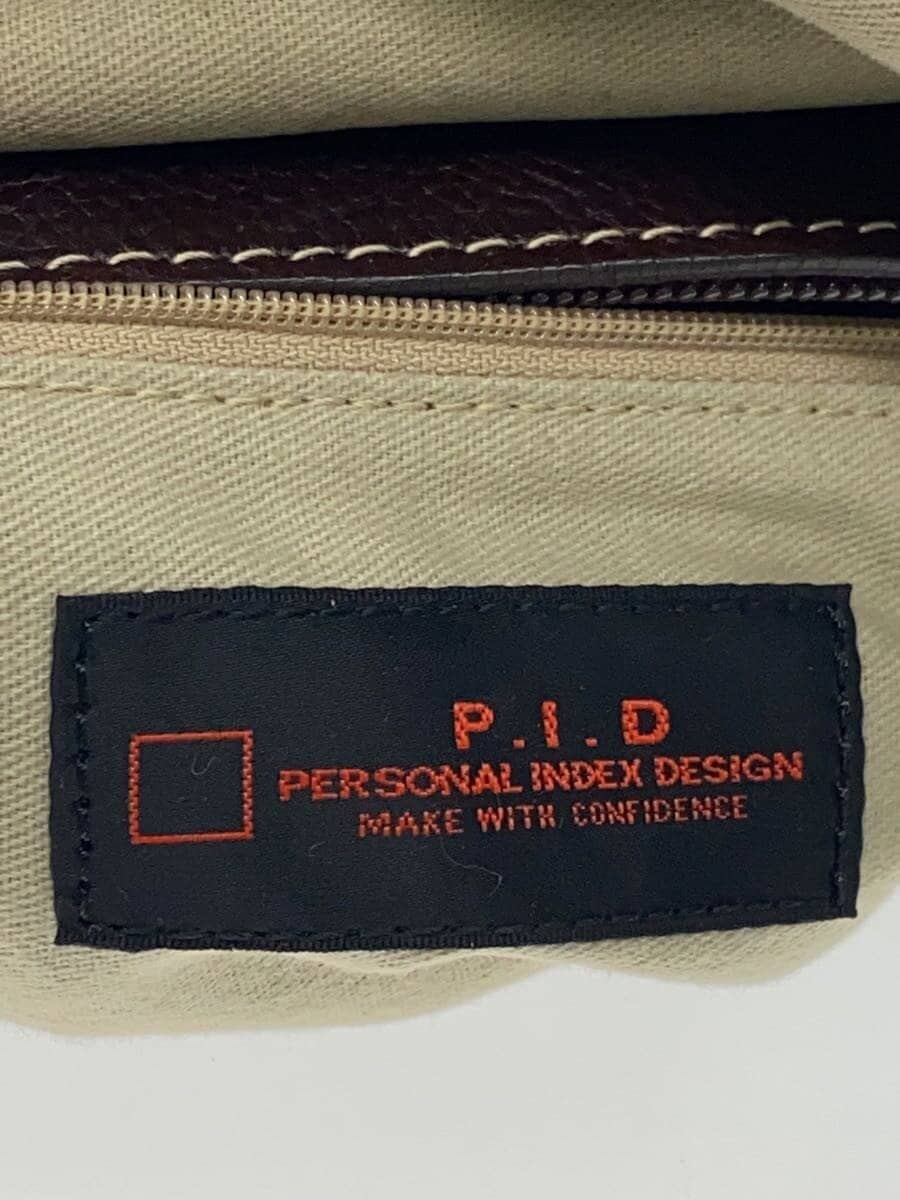 P.I.D
PERSONAL INDEX DESIGN
MAKE WITH CONFIDENCE